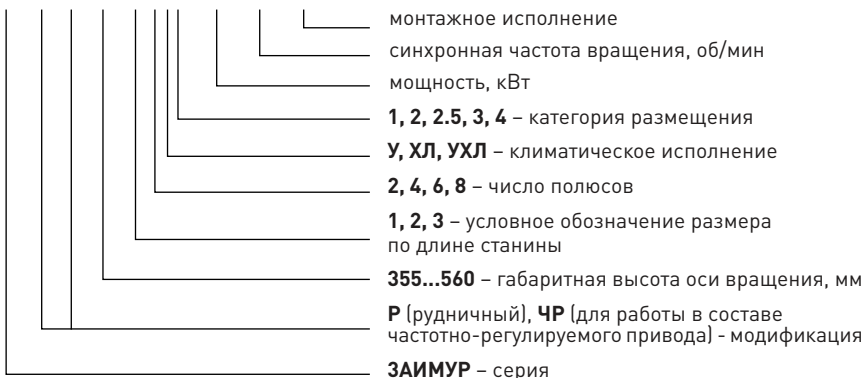 монтажное исполнение
синхронная частота вращения, об/мин
мощность, кВт
1, 2, 2.5, 3, 4 – категория размещения
У, ХЛ, УХЛ – климатическое исполнение
2, 4, 6, 8 – число полюсов
1, 2, 3 – условное обозначение размера
по длине станины
355...560 – габаритная высота оси вращения, мм
Р (рудничный), ЧР (для работы в составе
частотно-регулируемого привода) - модификация
3АИМУР – серия